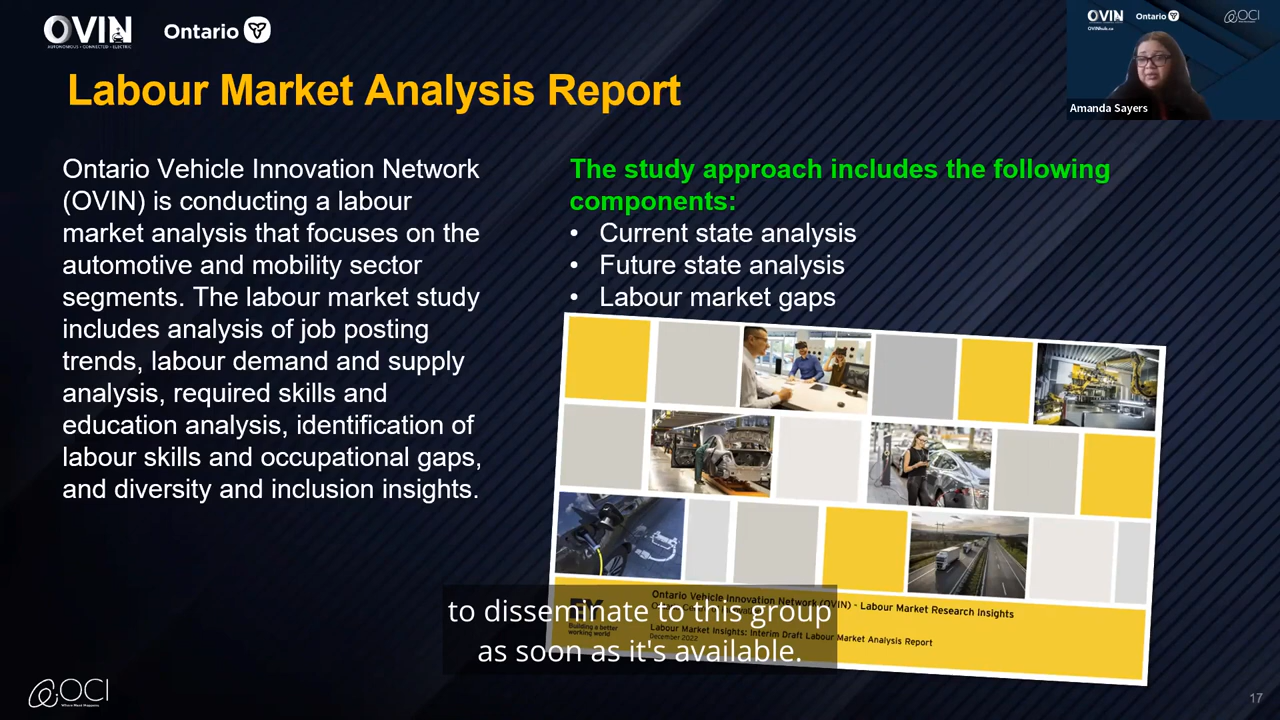 OVIN
AUTONOMOUS • CONNECTED • ELECTRIC
Ontario
OVIN
Ontario
OCI
OVINhub.ca
Amanda Sayers
Labour Market Analysis Report
Ontario Vehicle Innovation Network
(OVIN) is conducting a labour
market analysis that focuses on the
automotive and mobility sector
segments. The labour market study
includes analysis of job posting
trends, labour demand and supply
analysis, required skills and
education analysis, identification of
labour skills and occupational gaps,
and diversity and inclusion insights.
The study approach includes the following
components:
• Current state analysis
• Future state analysis
• Labour market gaps
Ontario Vehicle Innovation Network (OVIN) - Labour Market Research Insights
Building a better
working world
Labour Market Insights: Interim Draft Labour Market Analysis Report
December 2022
to disseminate to this group
as soon as it's available.
OCI
Where Next Happens
17